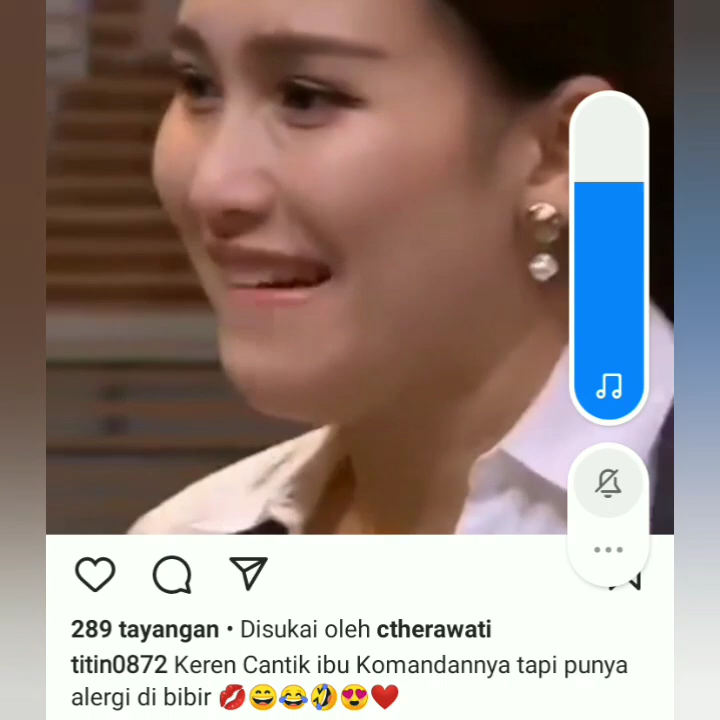 289 tayangan • Disukai oleh ctherawati
titin0872 Keren Cantik ibu Komandannya tapi punya
alergi di bibir 💋😄😂🤣😍❤️